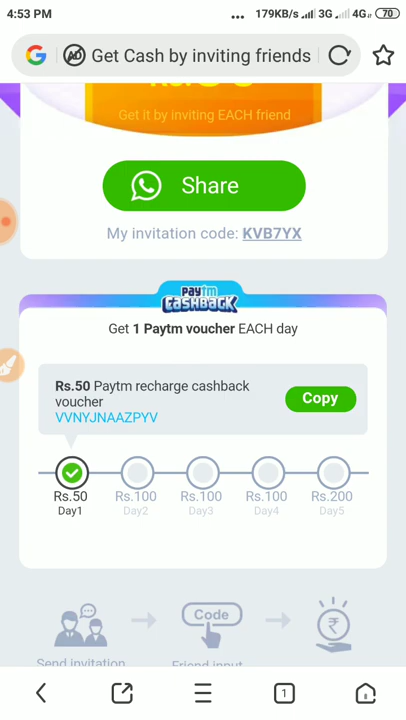 4:53 PM
... 179KB/s 3G 4G 70
G AD Get Cash by inviting friends
Get it by inviting EACH friend
Share
My invitation code: KVB7YX
paytm
CASHBACK
Get 1 Paytm voucher EACH day
Rs.50 Paytm recharge cashback
voucher
VVNYJNAAZPYV
Copy
Rs.50 Rs.100 Rs.100 Rs.100 Rs.200
Day1 Day2 Day3 Day4 Day5
Code
Send invitation Friend input
1